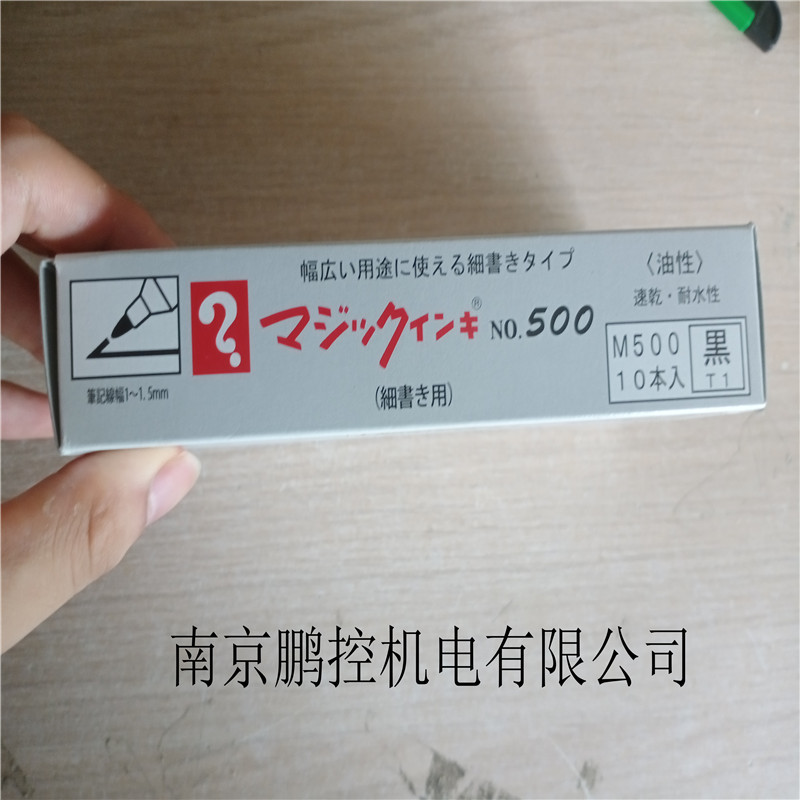 幅広い用途に使える細書きタイプ
?
マジックインキ® NO.500
(細書き用)
筆記線幅1〜1.5mm
〈油性〉
速乾・耐水性
M500
10本入
黒
T1
南京鹏控机电有限公司